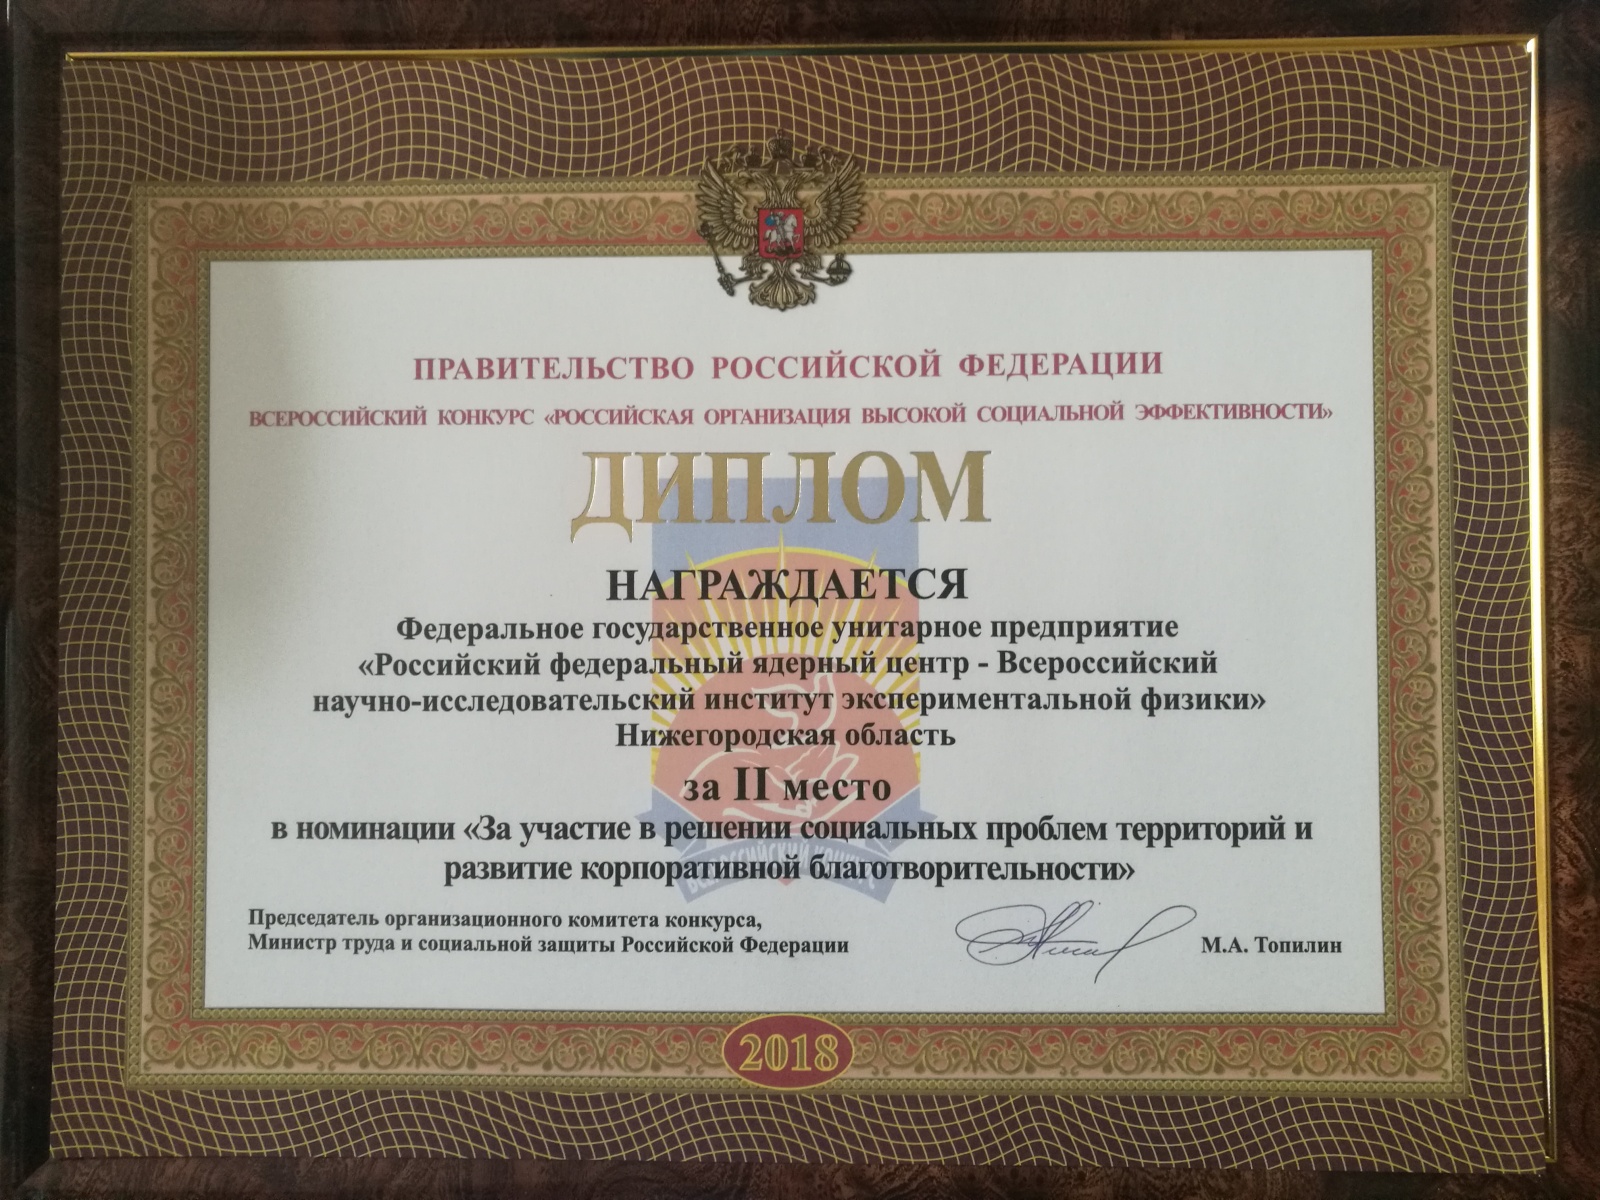 ПРАВИТЕЛЬСТВО РОССИЙСКОЙ ФЕДЕРАЦИИ
ВСЕРОССИЙСКИЙ КОНКУРС «РОССИЙСКАЯ ОРГАНИЗАЦИЯ ВЫСОКОЙ СОЦИАЛЬНОЙ ЭФФЕКТИВНОСТИ»
ДИПЛОМ
НАГРАЖДАЕТСЯ
Федеральное государственное унитарное предприятие
«Российский федеральный ядерный центр - Всероссийский
научно-исследовательский институт экспериментальной физики»
Нижегородская область
за II место
в номинации «За участие в решении социальных проблем территорий и
развитие корпоративной благотворительности»
ВСЕРОССИЙСКИЙ КОНКУРС
Председатель организационного комитета конкурса,
Министр труда и социальной защиты Российской Федерации
М.А. Топилин
2018